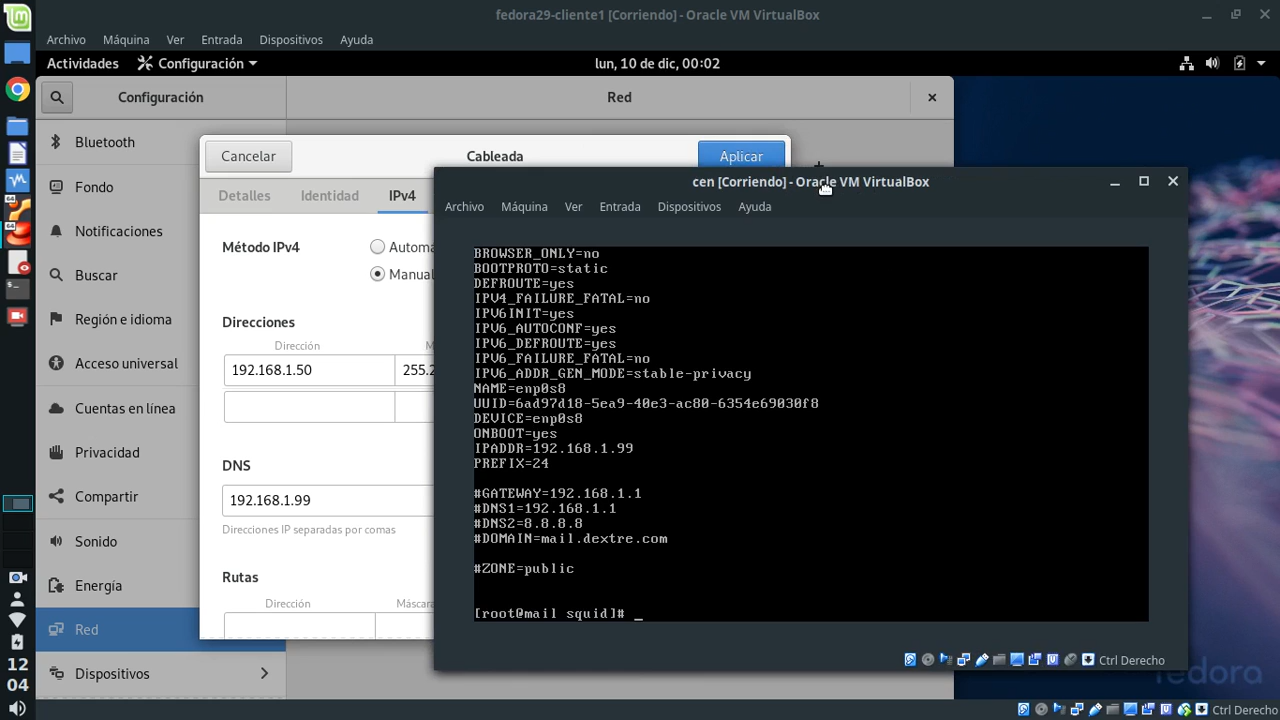 fedora29-cliente1 [Corriendo] - Oracle VM VirtualBox
Archivo Máquina Ver Entrada Dispositivos Ayuda
Actividades Configuración lun, 10 de dic, 00:02
Configuración Red
Bluetooth
Fondo
Notificaciones
Buscar
Región e idioma
Acceso universal
Cuentas en línea
Privacidad
Compartir
Sonido
Energía
Red
Dispositivos
12
04
Cancelar Cableada Aplicar
Detalles Identidad IPv4
Método IPv4 Automa
Manual
Direcciones
Dirección M
192.168.1.50 255.2
DNS
192.168.1.99
Direcciones IP separadas por comas
Rutas
Dirección Máscara
cen [Corriendo] - Oracle VM VirtualBox
Archivo Máquina Ver Entrada Dispositivos Ayuda
BROWSER_ONLY=no
BOOTPROTO=static
DEFROUTE=yes
IPV4_FAILURE_FATAL=no
IPV6INIT=yes
IPV6_AUTOCONF=yes
IPV6_DEFROUTE=yes
IPV6_FAILURE_FATAL=no
IPV6_ADDR_GEN_MODE=stable-privacy
NAME=enp0s8
UUID=6ad97d18-5ea9-40e3-ac80-6354e69030f8
DEVICE=enp0s8
ONBOOT=yes
IPADDR=192.168.1.99
PREFIX=24
#GATEWAY=192.168.1.1
#DNS1=192.168.1.1
#DNS2=8.8.8.8
#DOMAIN=mail.dextre.com
#ZONE=public
[root@mail squid]# _
Ctrl Derecho
fedora
Ctrl Derecho